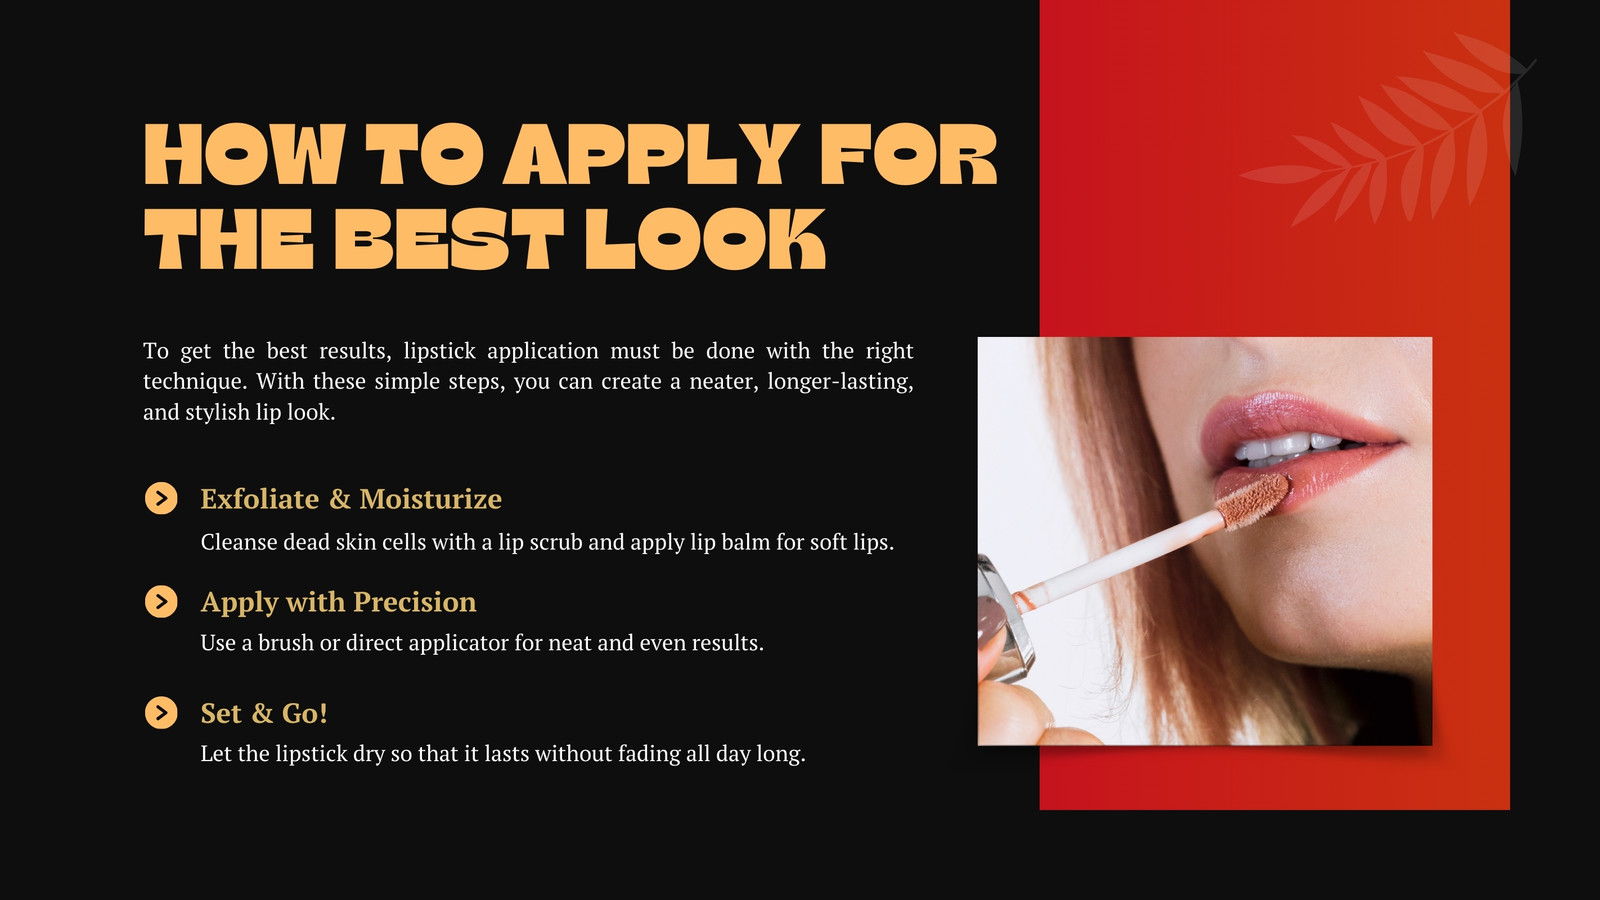 HOW TO APPLY FOR
THE BEST LOOK
To get the best results, lipstick application must be done with the right
technique. With these simple steps, you can create a neater, longer-lasting,
and stylish lip look.
Exfoliate & Moisturize
Cleanse dead skin cells with a lip scrub and apply lip balm for soft lips.
Apply with Precision
Use a brush or direct applicator for neat and even results.
Set & Go!
Let the lipstick dry so that it lasts without fading all day long.